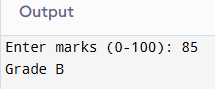 Output
Enter marks (0-100): 85
Grade B